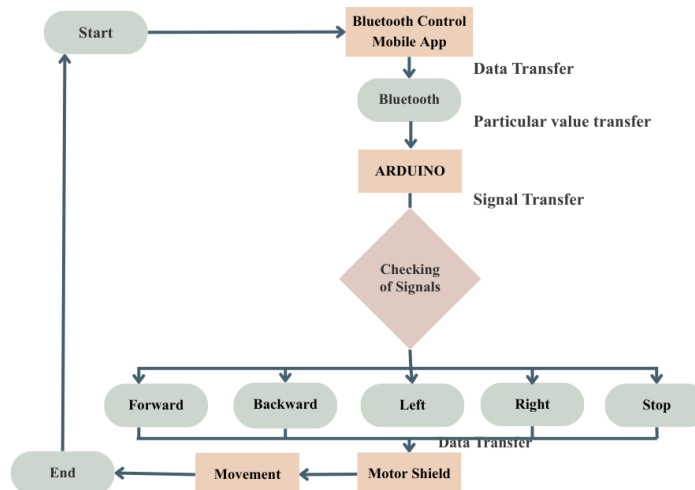 Start
Bluetooth Control
Mobile App
Data Transfer
Bluetooth
Particular value transfer
ARDUINO
Signal Transfer
Checking
of Signals
Forward
Backward
Left
Right
Stop
Data Transfer
End
Movement
Motor Shield